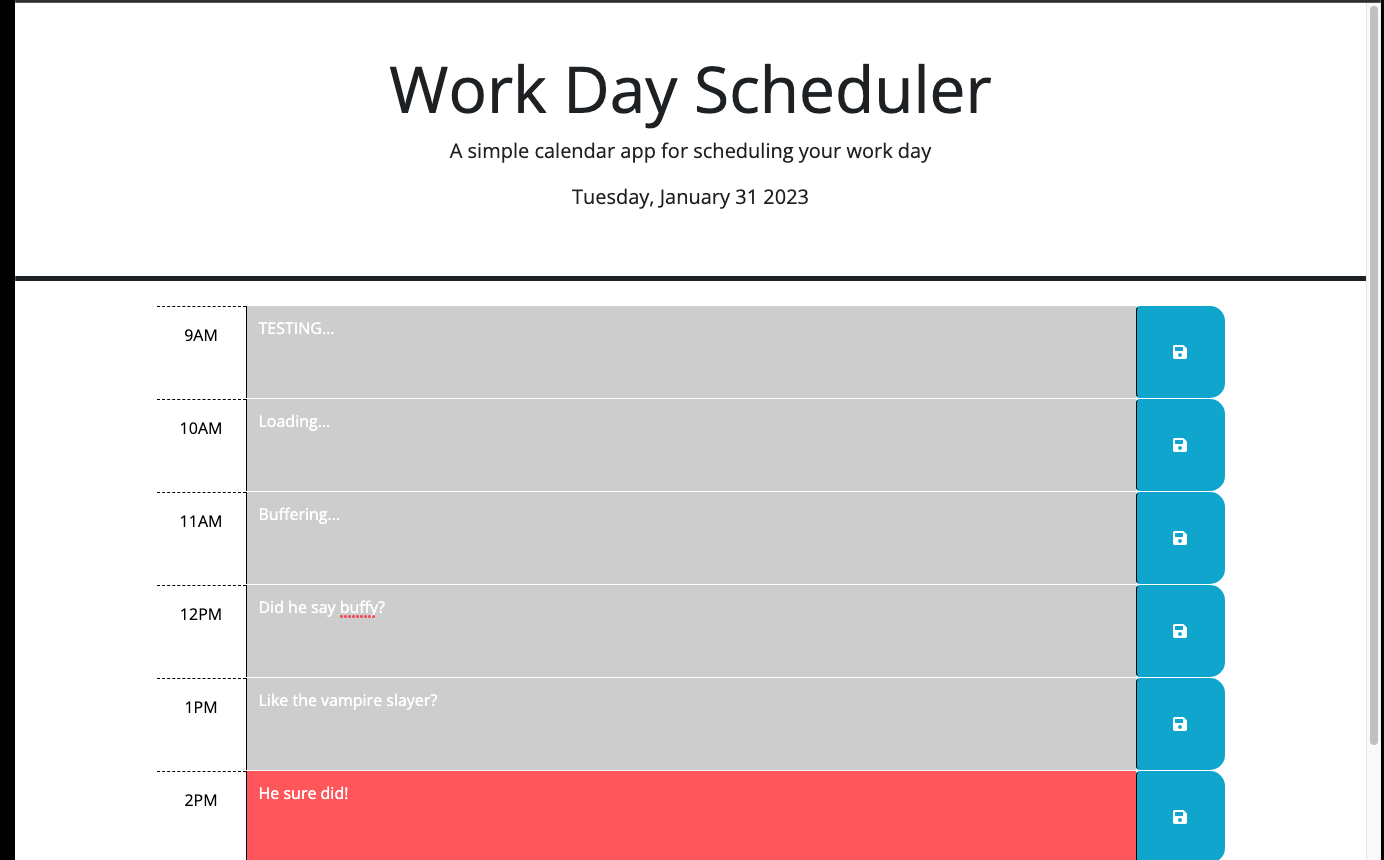 Work Day Scheduler
A simple calendar app for scheduling your work day
Tuesday, January 31 2023
9AM
TESTING...
10AM
Loading...
11AM
Buffering...
12PM
Did he say buffy?
1PM
Like the vampire slayer?
2PM
He sure did!